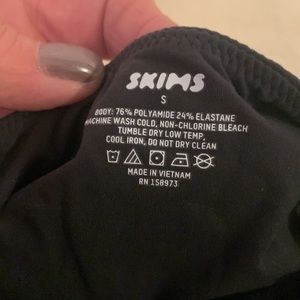 SKIMS
S
BODY: 76% POLYAMIDE 24% ELASTANE
MACHINE WASH COLD, NON-CHLORINE BLEACH
TUMBLE DRY LOW TEMP,
COOL IRON, DO NOT DRY CLEAN
MADE IN VIETNAM
RN 158973